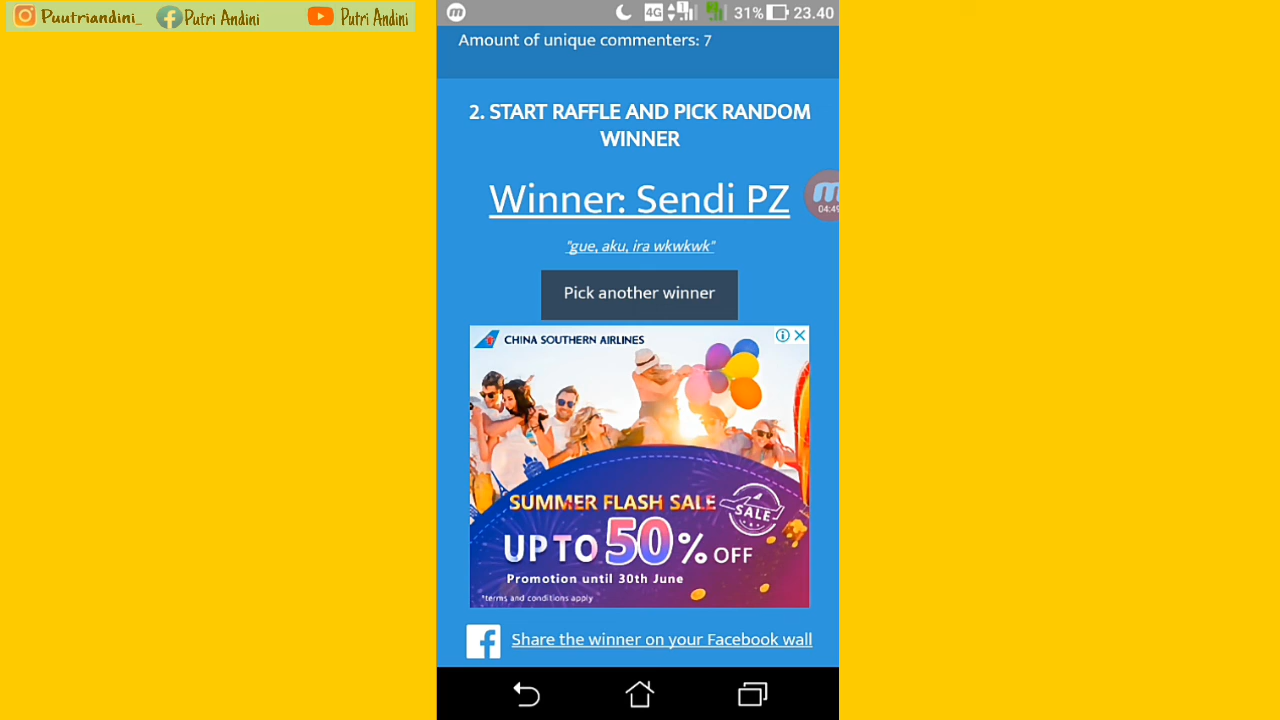 Puutriandini_
Putri Andini
Putri Andini
4G
1
31%
23.40
Amount of unique commenters: 7
2. START RAFFLE AND PICK RANDOM
WINNER
Winner: Sendi PZ
04:49
"gue, aku, ira wkwkwk"
Pick another winner
CHINA SOUTHERN AIRLINES
SUMMER FLASH SALE
SALE
UP TO 50% OFF
Promotion until 30th June
*terms and conditions apply
Share the winner on your Facebook wall